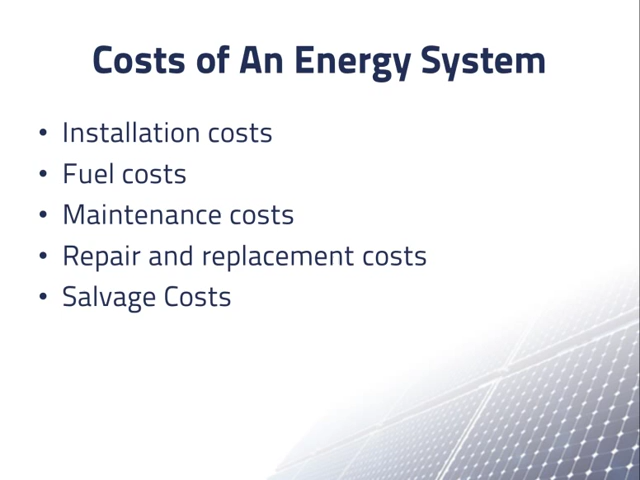 Costs of An Energy System
• Installation costs
• Fuel costs
• Maintenance costs
• Repair and replacement costs
• Salvage Costs